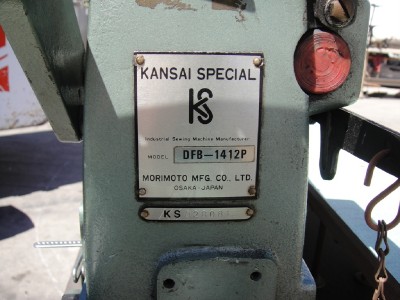 KANSAI SPECIAL
KS
Industrial Sewing Machine Manufacturer
MODEL DFB-1412P
MORIMOTO MFG. CO., LTD.
OSAKA-JAPAN
KS